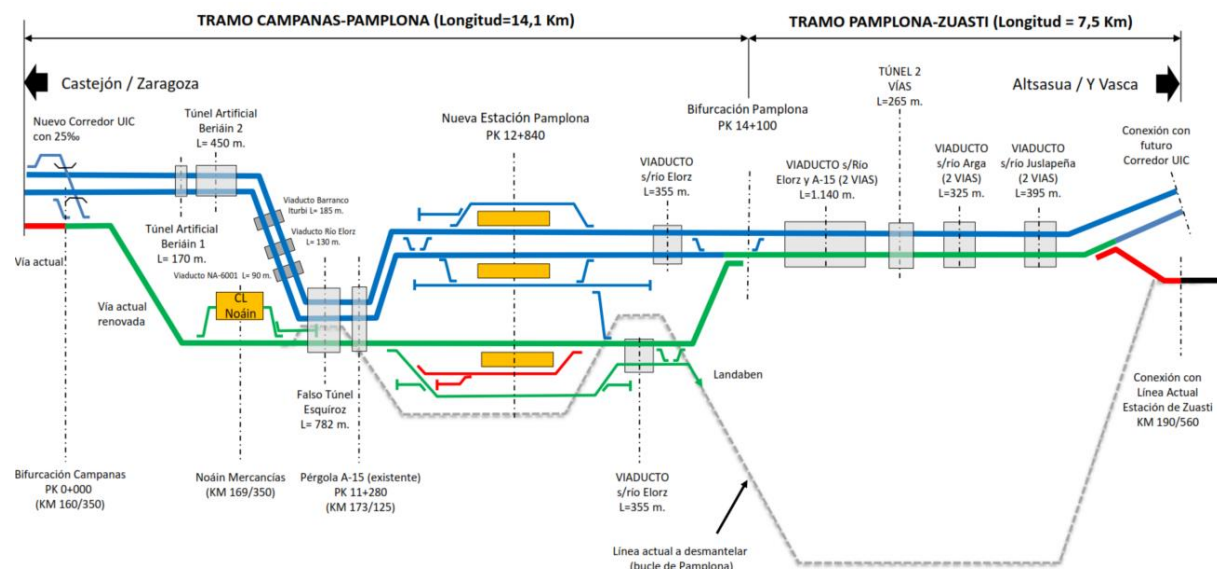 TRAMO CAMPANAS-PAMPLONA (Longitud=14,1 Km)
TRAMO PAMPLONA-ZUASTI (Longitud = 7,5 Km)
Castejón / Zaragoza
Altsasua / Y Vasca
Nuevo Corredor UIC
con 25‰
Túnel Artificial
Beriáin 2
L= 450 m.
Nueva Estación Pamplona
PK 12+840
Bifurcación Pamplona
PK 14+100
TÚNEL 2
VÍAS
L=265 m.
Conexión con
futuro
Corredor UIC
VIADUCTO
s/río Elorz
L=355 m.
VIADUCTO s/Río
Elorz y A-15 (2 VIAS)
L=1.140 m.
VIADUCTO
s/río Arga
(2 VIAS)
L=325 m.
VIADUCTO
s/río Juslapeña
(2 VIAS)
L=395 m.
Viaducto Barranco
Iturbi L= 185 m.
Viaducto Río Elorz
L= 130 m.
Viaducto NA-6001 L= 90 m.
Túnel Artificial
Beriáin 1
L= 170 m.
Vía actual
Vía actual
renovada
CL
Noáin
Landaben
Falso Túnel
Esquíroz
L= 782 m.
Conexión con
Línea Actual
Estación de Zuasti
KM 190/560
Bifurcación Campanas
PK 0+000
(KM 160/350)
Noáin Mercancías
(KM 169/350)
Pérgola A-15 (existente)
PK 11+280
(KM 173/125)
VIADUCTO
s/río Elorz
L=355 m.
Línea actual a desmantelar
(bucle de Pamplona)